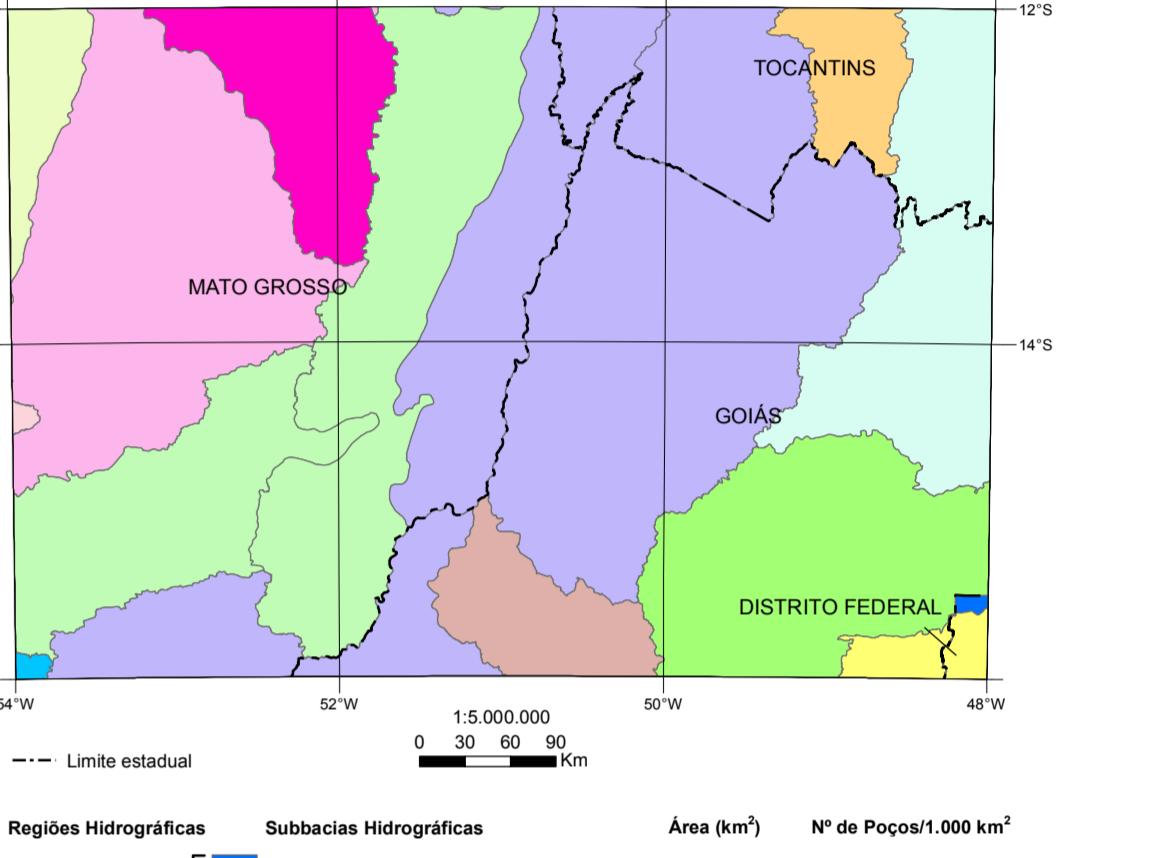 12°S
TOCANTINS
MATO GROSSO
14°S
GOIÁS
DISTRITO FEDERAL
54°W 52°W 50°W 48°W
1:5.000.000
0 30 60 90
Km
Limite estadual
Regiões Hidrográficas Subbacias Hidrográficas Área (km²) Nº de Poços/1.000 km²